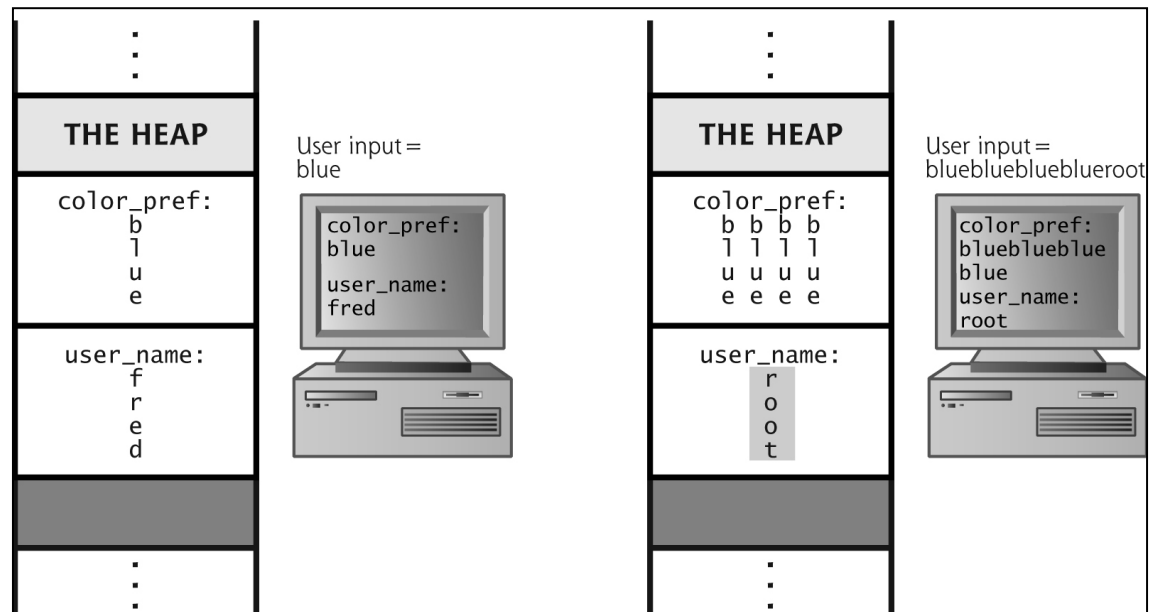 THE HEAP
User input =
blue
color_pref:
b
l
u
e
color_pref:
blue
user_name:
fred
user_name:
f
r
e
d
THE HEAP
User input =
blueblueblueblueroot
color_pref:
b b b b
l l l l
u u u u
e e e e
color_pref:
blueblueblue
blue
user_name:
root
user_name:
r
o
o
t